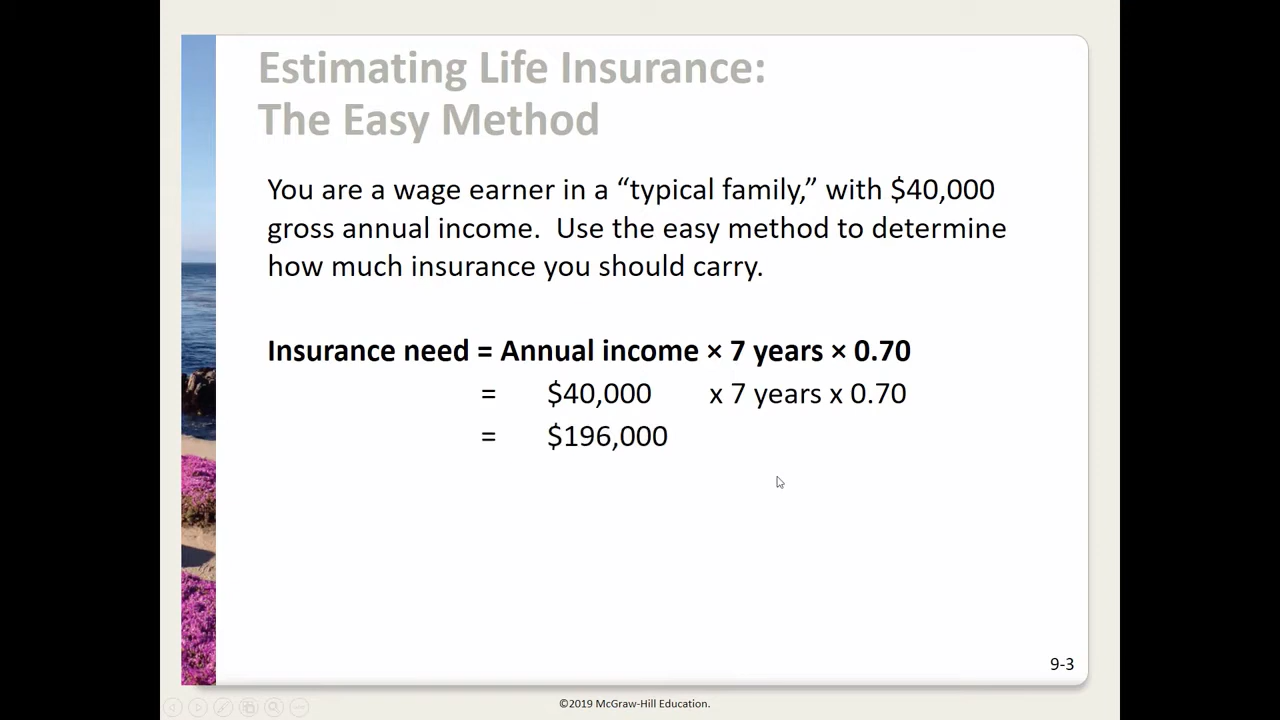 Estimating Life Insurance:
The Easy Method
You are a wage earner in a “typical family,” with $40,000
gross annual income.  Use the easy method to determine
how much insurance you should carry.
Insurance need = Annual income × 7 years × 0.70
= $40,000 x 7 years x 0.70
= $196,000
9-3
©2019 McGraw-Hill Education.